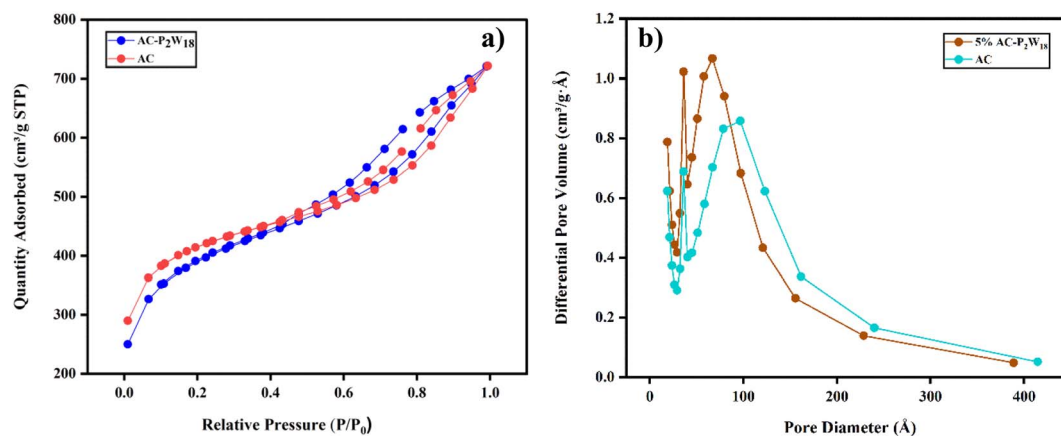 a)
AC-P₂W₁₈
AC
800
700
600
500
400
300
200
0.0 0.2 0.4 0.6 0.8 1.0
Quantity Adsorbed (cm³/g STP)
Relative Pressure (P/P₀)
b)
5% AC-P₂W₁₈
AC
1.2
1.0
0.8
0.6
0.4
0.2
0.0
0 100 200 300 400
Differential Pore Volume (cm³/g·Å)
Pore Diameter (Å)